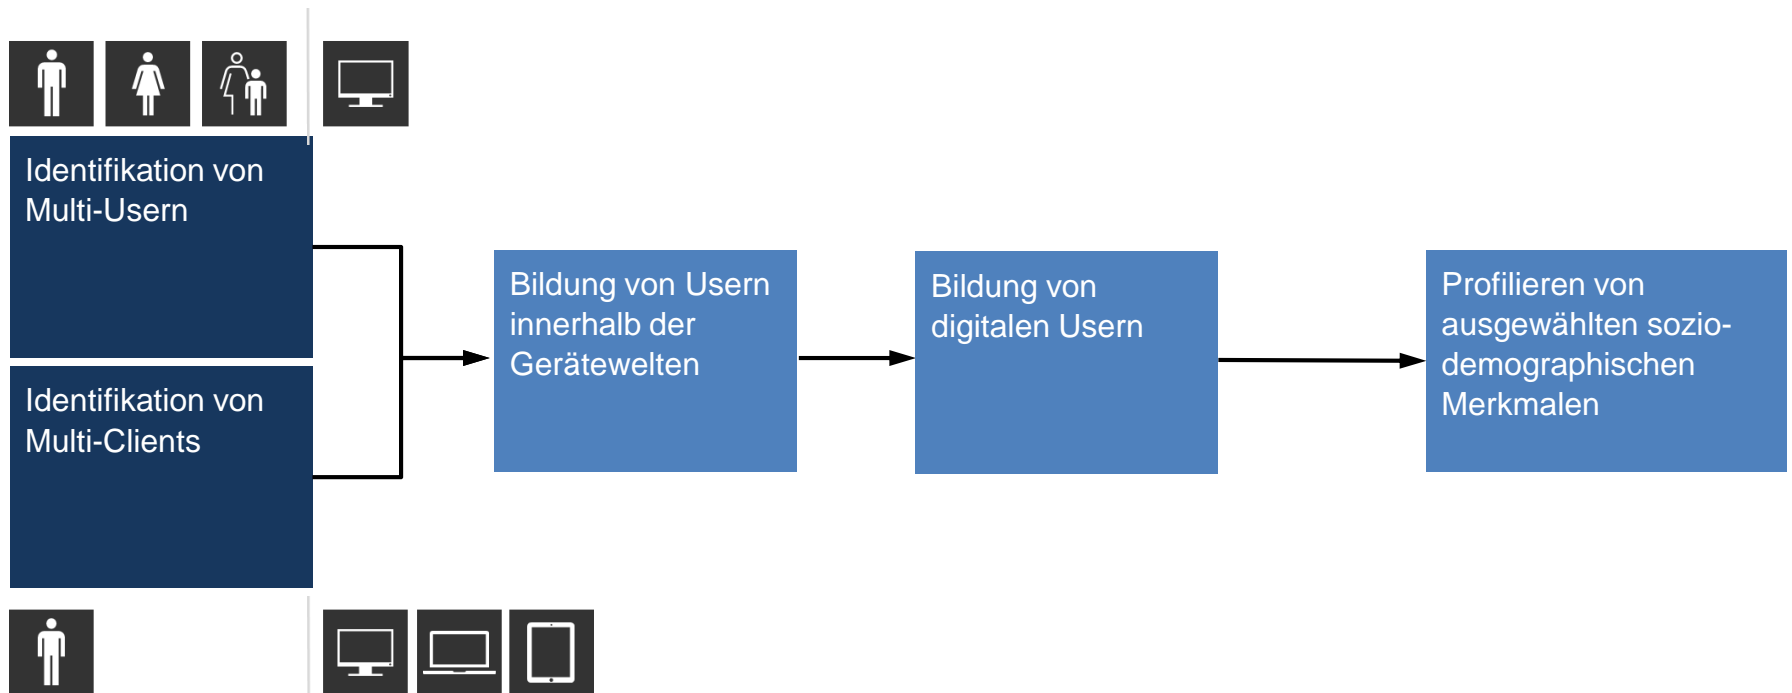 Identifikation von
Multi-Usern
Identifikation von
Multi-Clients
Bildung von Usern
innerhalb der
Gerätewelten
Bildung von
digitalen Usern
Profilieren von
ausgewählten sozio-
demographischen
Merkmalen